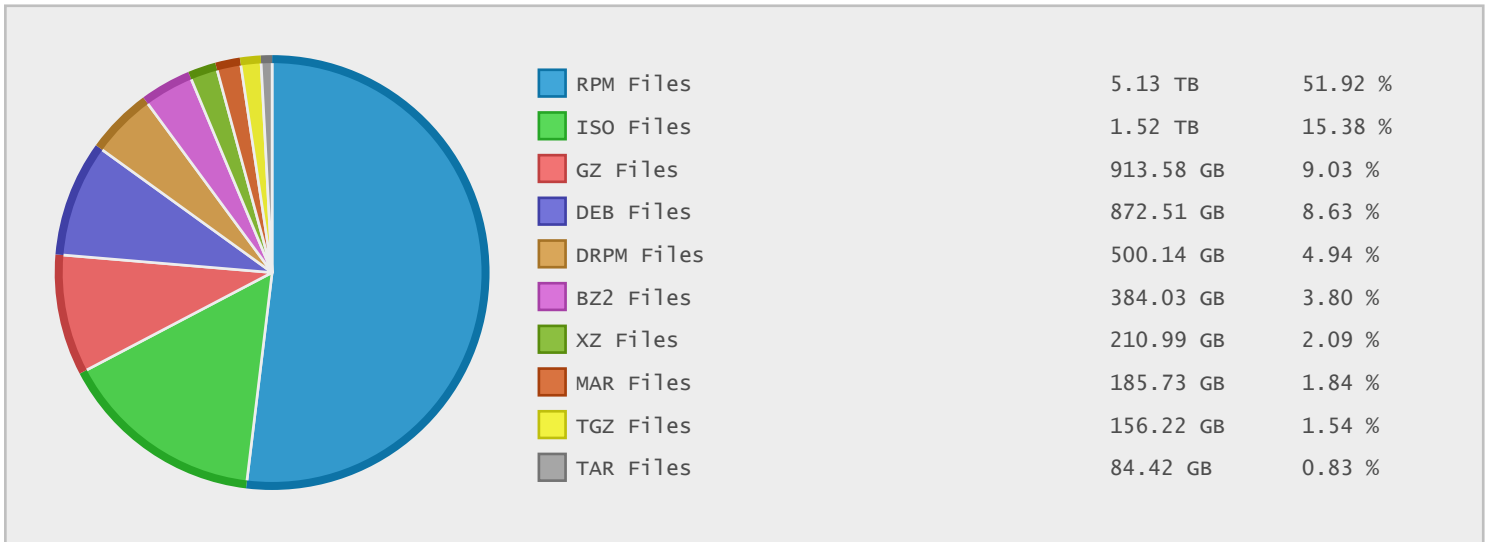 RPM Files 5.13 TB 51.92 %
ISO Files 1.52 TB 15.38 %
GZ Files 913.58 GB 9.03 %
DEB Files 872.51 GB 8.63 %
DRPM Files 500.14 GB 4.94 %
BZ2 Files 384.03 GB 3.80 %
XZ Files 210.99 GB 2.09 %
MAR Files 185.73 GB 1.84 %
TGZ Files 156.22 GB 1.54 %
TAR Files 84.42 GB 0.83 %